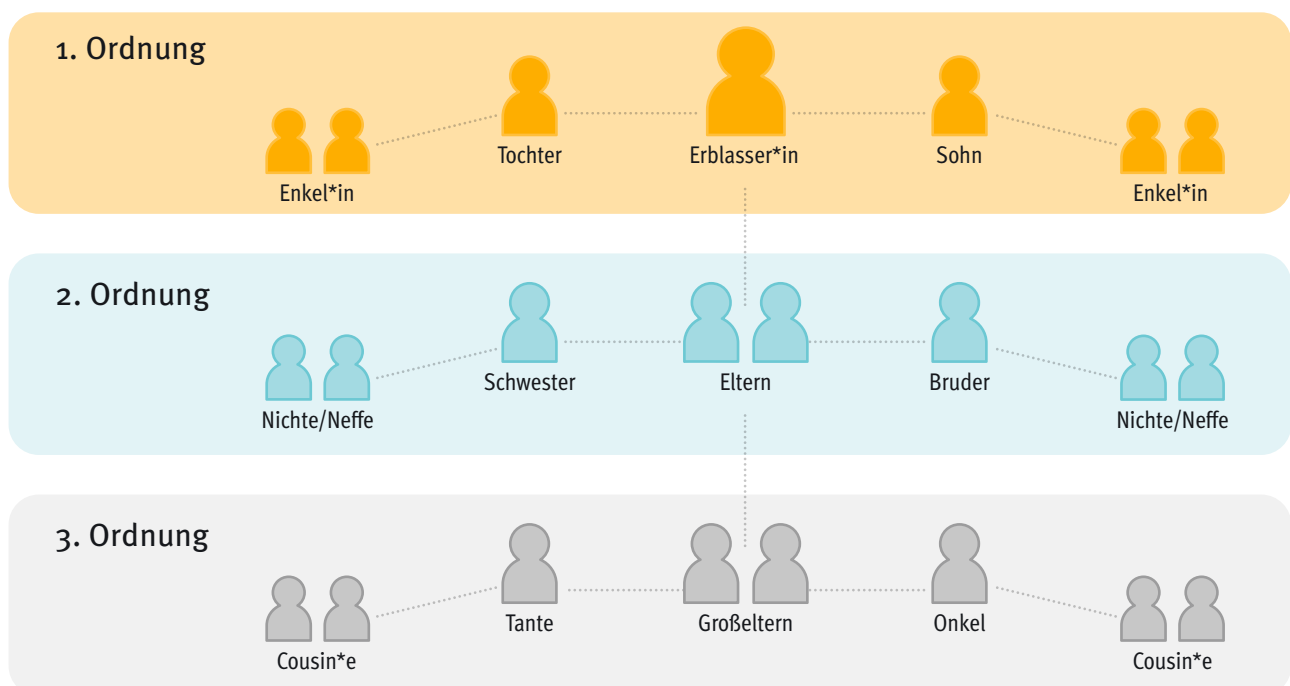 1. Ordnung
Tochter
Erblasser*in
Sohn
Enkel*in
Enkel*in
2. Ordnung
Schwester
Eltern
Bruder
Nichte/Neffe
Nichte/Neffe
3. Ordnung
Tante
Großeltern
Onkel
Cousin*e
Cousin*e